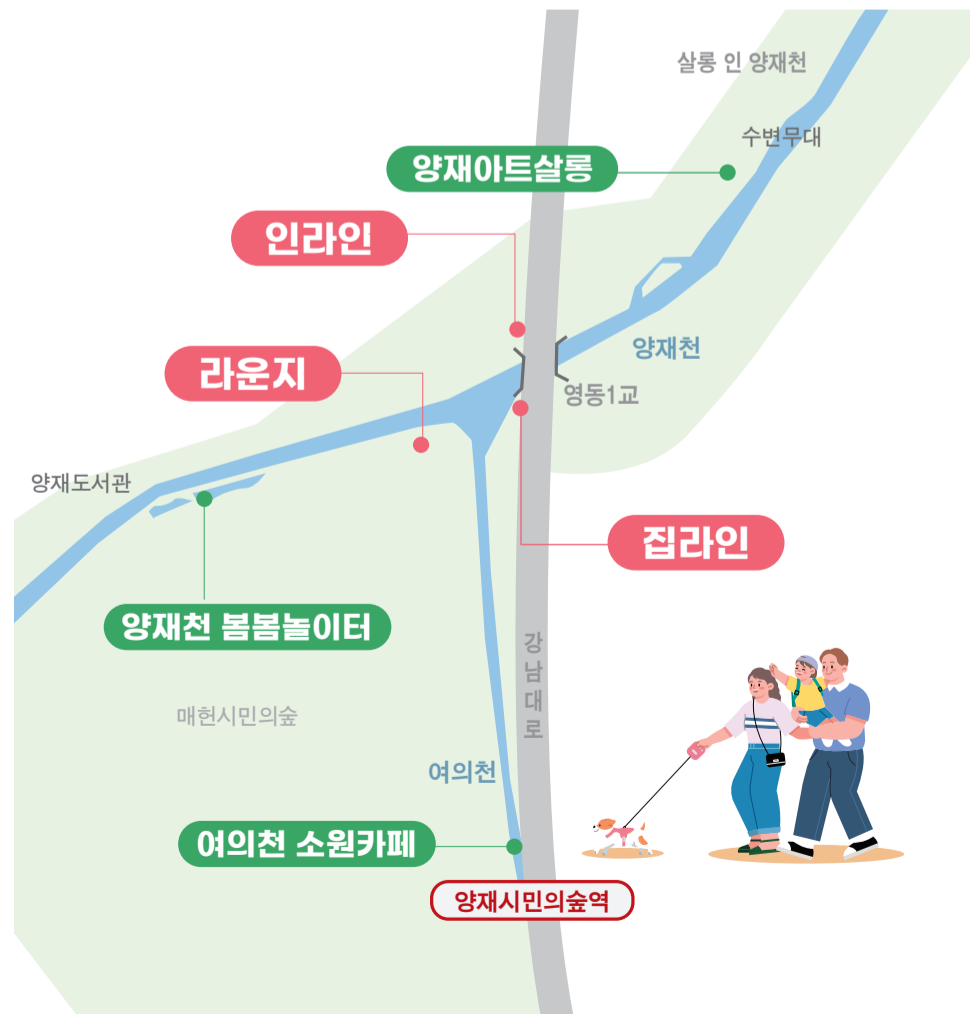 살롱 인 양재천
수변무대
양재아트살롱
인라인
양재천
라운지
영동1교
양재도서관
집라인
양재천 봄봄놀이터
강남대로
매헌시민의숲
여의천
여의천 소원카페
양재시민의숲역